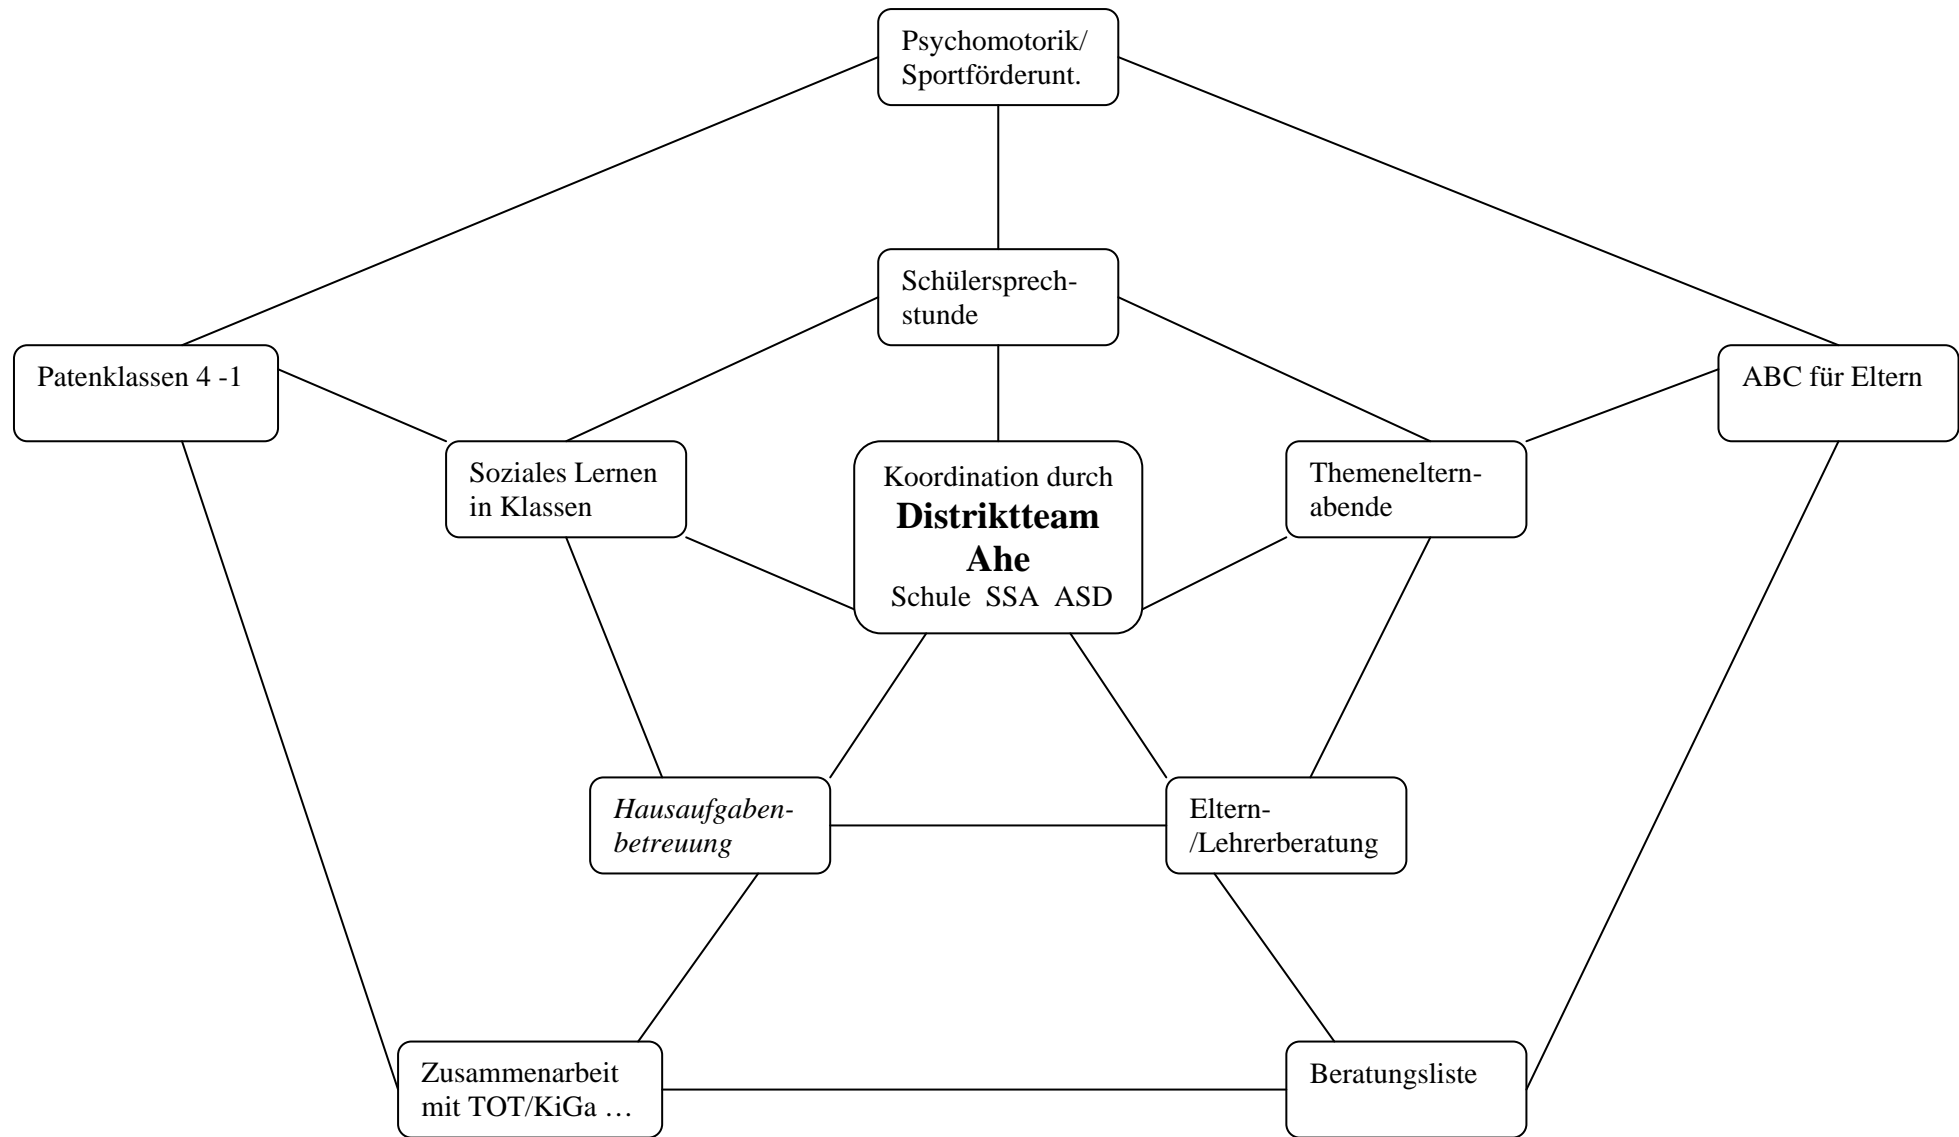 Psychomotorik/
Sportförderunt.
Schülersprech-
stunde
Patenklassen 4 -1
ABC für Eltern
Soziales Lernen
in Klassen
Koordination durch
Distriktteam
Ahe
Schule SSA ASD
Themeneltern-
abende
Hausaufgaben-
betreuung
Eltern-
/Lehrerberatung
Zusammenarbeit
mit TOT/KiGa …
Beratungsliste